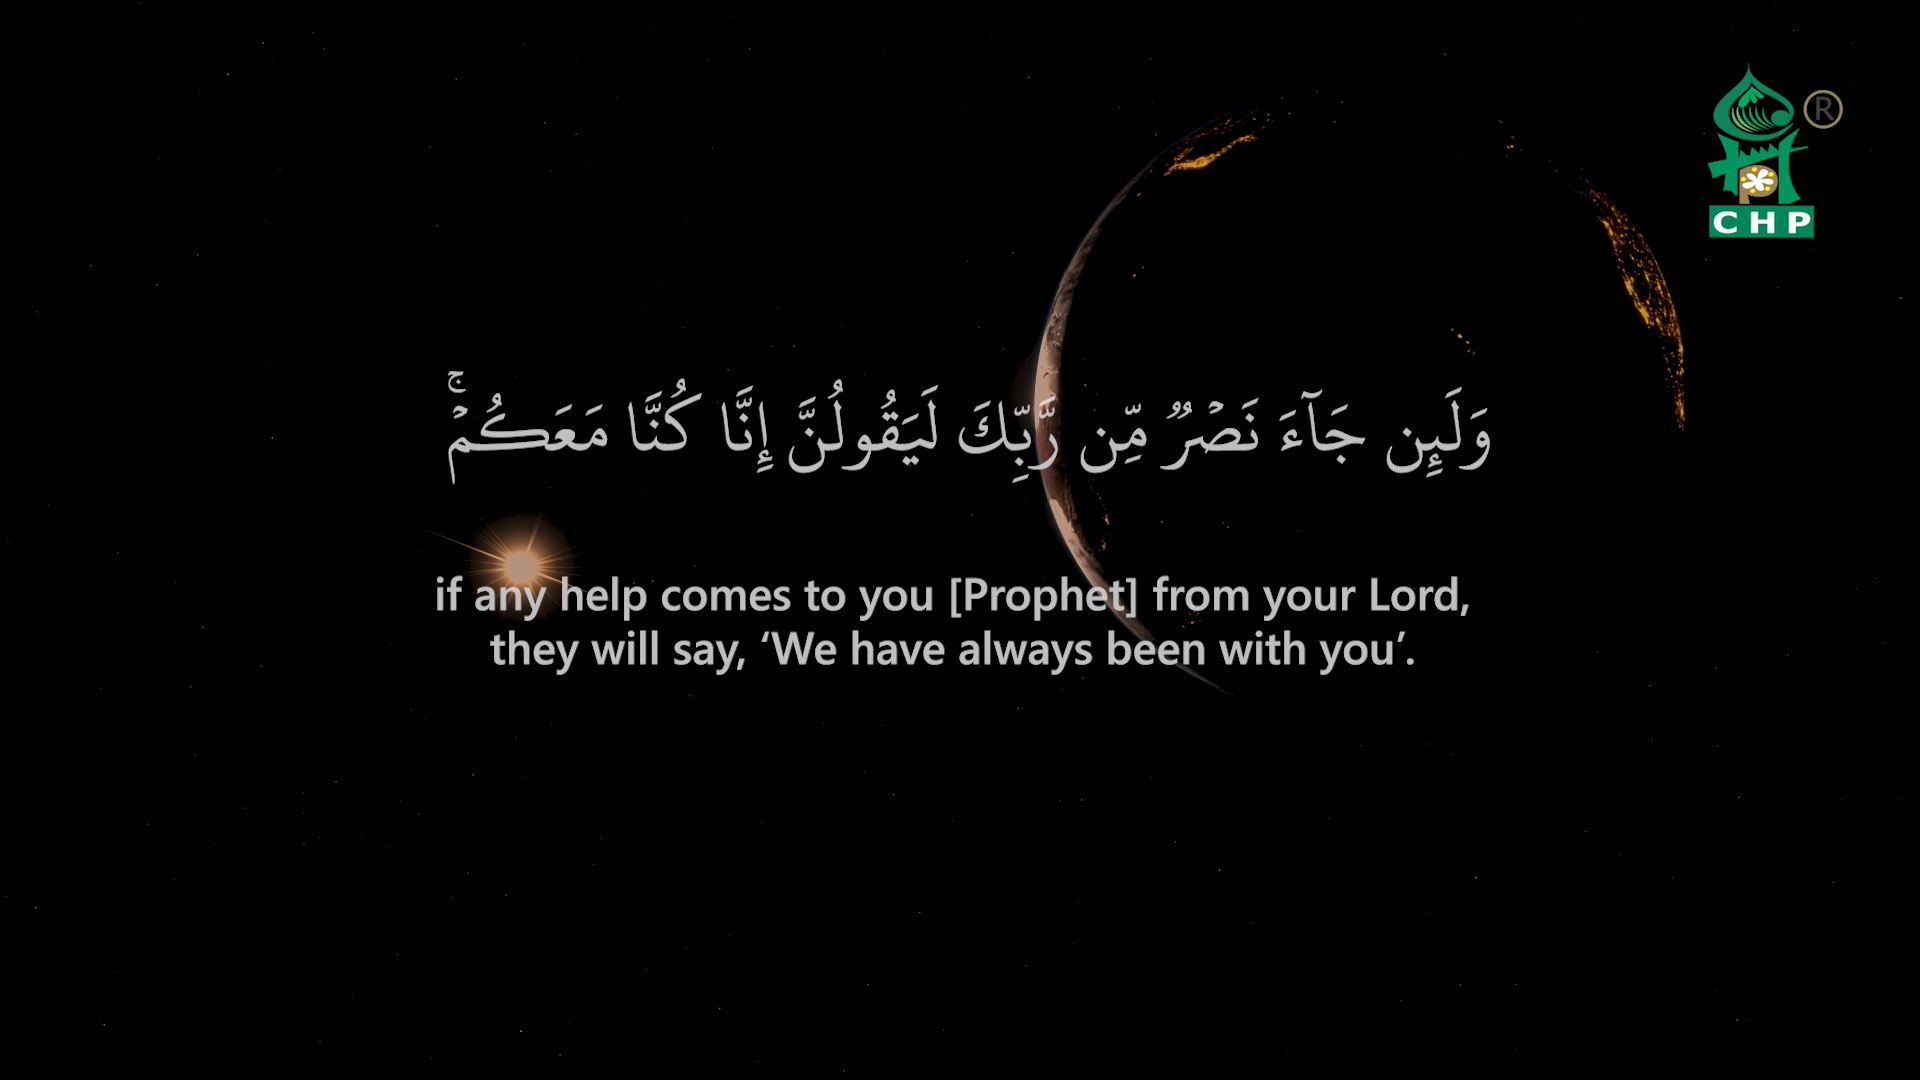 ®
CHP
وَلَئِن جَآءَ نَصۡرٞ مِّن رَّبِّكَ لَيَقُولُنَّ إِنَّا كُنَّا مَعَكُمۡۚ
if any help comes to you [Prophet] from your Lord,
they will say, ‘We have always been with you’.